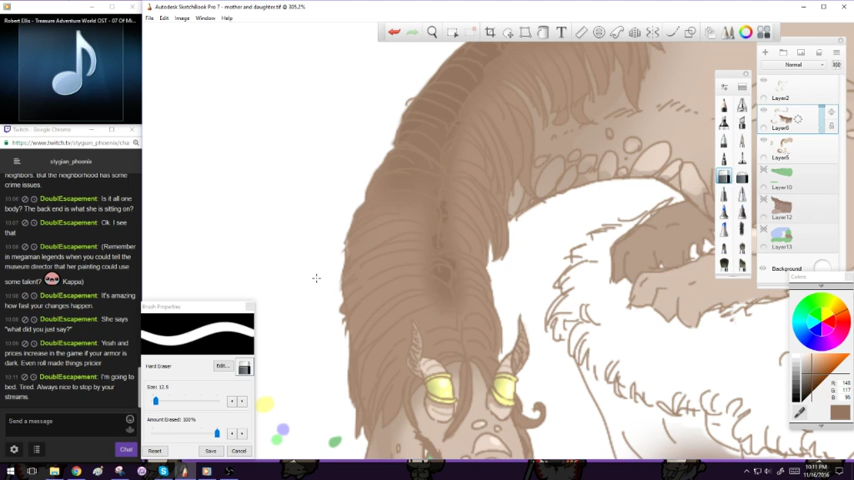 Robert Ellis - Treasure Adventure World OST - 07 Of M...
Autodesk SketchBook Pro 7 - mother and daughter.tif @ 305.2%
File Edit Image Window Help
Twitch - Google Chrome
https://www.twitch.tv/stygian_phoenix/cha
stygian_phoenix
neighbors. But the neighborhood has some
crime issues.
DoublEscapement: Is it all one
body? The back end is what she is sitting on?
DoublEscapement: Ok. I see
that
DoublEscapement: (Remember
in megaman legends when you could tell the
museum director that her painting could use
some talent? Kappa)
DoublEscapement: It's amazing
how fast your changes happen.
DoublEscapement: She says
"what did you just say?"
DoublEscapement: Yeah and
prices increase in the game if your armor is
dark. Even roll made things pricer
10:11 DoublEscapement: I'm going to
bed. Tired. Always nice to stop by your
streams.
Send a message
Chat
Brush Properties
Hard Eraser
Edit...
Size: 12.5
Amount Erased: 100%
Reset
Save
Cancel
Normal
Layer2
Layer5
Layer10
Layer12
Layer13
Background
Colors
R
G
B
148
117
10:11 PM
11/16/2016